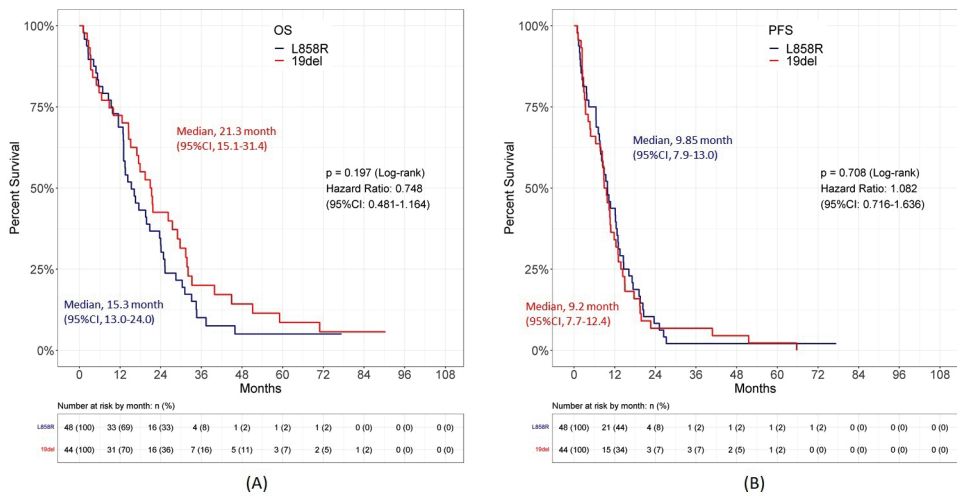 OS
L858R
19del
100%
75%
50%
25%
0%
Percent Survival
Median, 21.3 month
(95%CI, 15.1-31.4)
p = 0.197 (Log-rank)
Hazard Ratio: 0.748
(95%CI: 0.481-1.164)
Median, 15.3 month
(95%CI, 13.0-24.0)
0 12 24 36 48 60 72 84 96 108
Months
Number at risk by month: n (%)
L858R 48 (100) 33 (69) 16 (33) 4 (8) 1 (2) 1 (2) 1 (2) 0 (0) 0 (0) 0 (0)
19del 44 (100) 31 (70) 16 (36) 7 (16) 5 (11) 3 (7) 2 (5) 1 (2) 0 (0) 0 (0)
(A)
PFS
L858R
19del
100%
75%
50%
25%
0%
Percent Survival
Median, 9.85 month
(95%CI, 7.9-13.0)
p = 0.708 (Log-rank)
Hazard Ratio: 1.082
(95%CI: 0.716-1.636)
Median, 9.2 month
(95%CI, 7.7-12.4)
0 12 24 36 48 60 72 84 96 108
Months
Number at risk by month: n (%)
L858R 48 (100) 21 (44) 4 (8) 1 (2) 1 (2) 1 (2) 1 (2) 0 (0) 0 (0) 0 (0)
19del 44 (100) 15 (34) 3 (7) 3 (7) 2 (5) 1 (2) 0 (0) 0 (0) 0 (0) 0 (0)
(B)